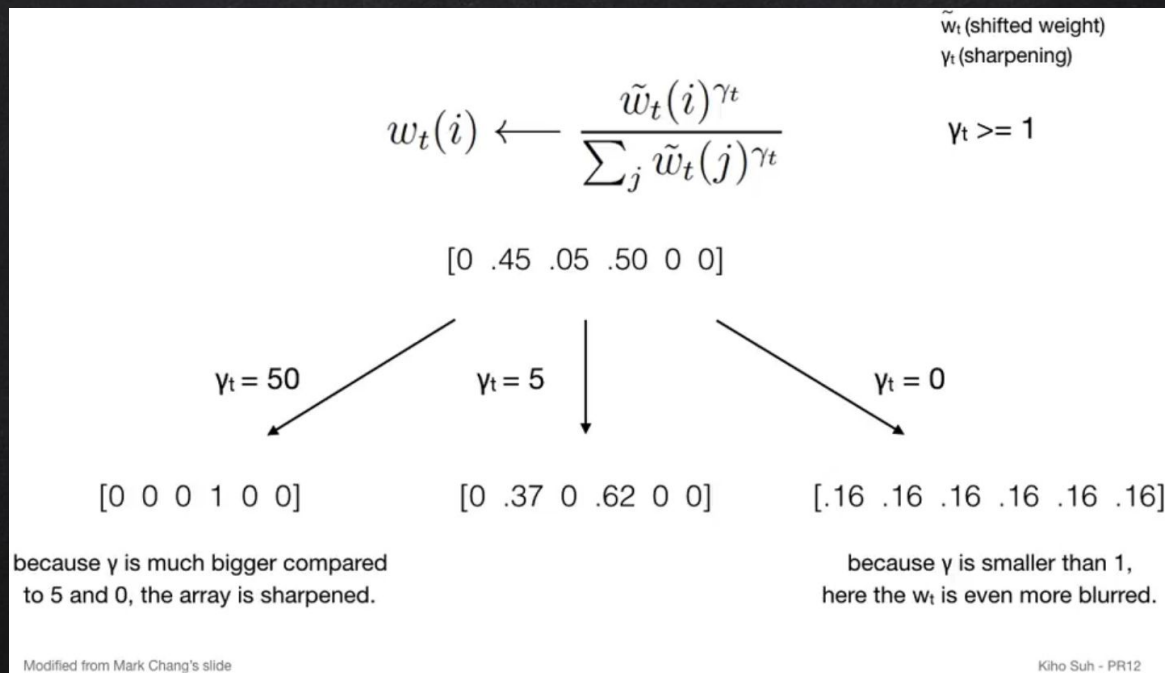 w̃t (shifted weight)
γt (sharpening)
wt(i) ← w̃t(i)^γt / ∑j w̃t(j)^γt
γt >= 1
[0 .45 .05 .50 0 0]
γt = 50
γt = 5
γt = 0
[0 0 0 1 0 0]
[0 .37 0 .62 0 0]
[.16 .16 .16 .16 .16 .16]
because γ is much bigger compared
to 5 and 0, the array is sharpened.
because γ is smaller than 1,
here the wt is even more blurred.
Modified from Mark Chang's slide
Kiho Suh - PR12